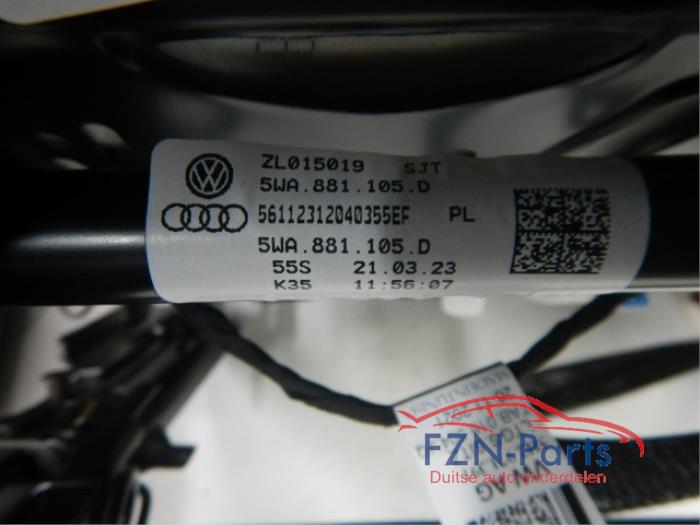 ZL015019 SJT
5WA.881.105.D
56112312040355EF PL
5WA.881.105.D
55S 21.03.23
K35 11:56:07
FZN-Parts
Duitse auto onderdelen